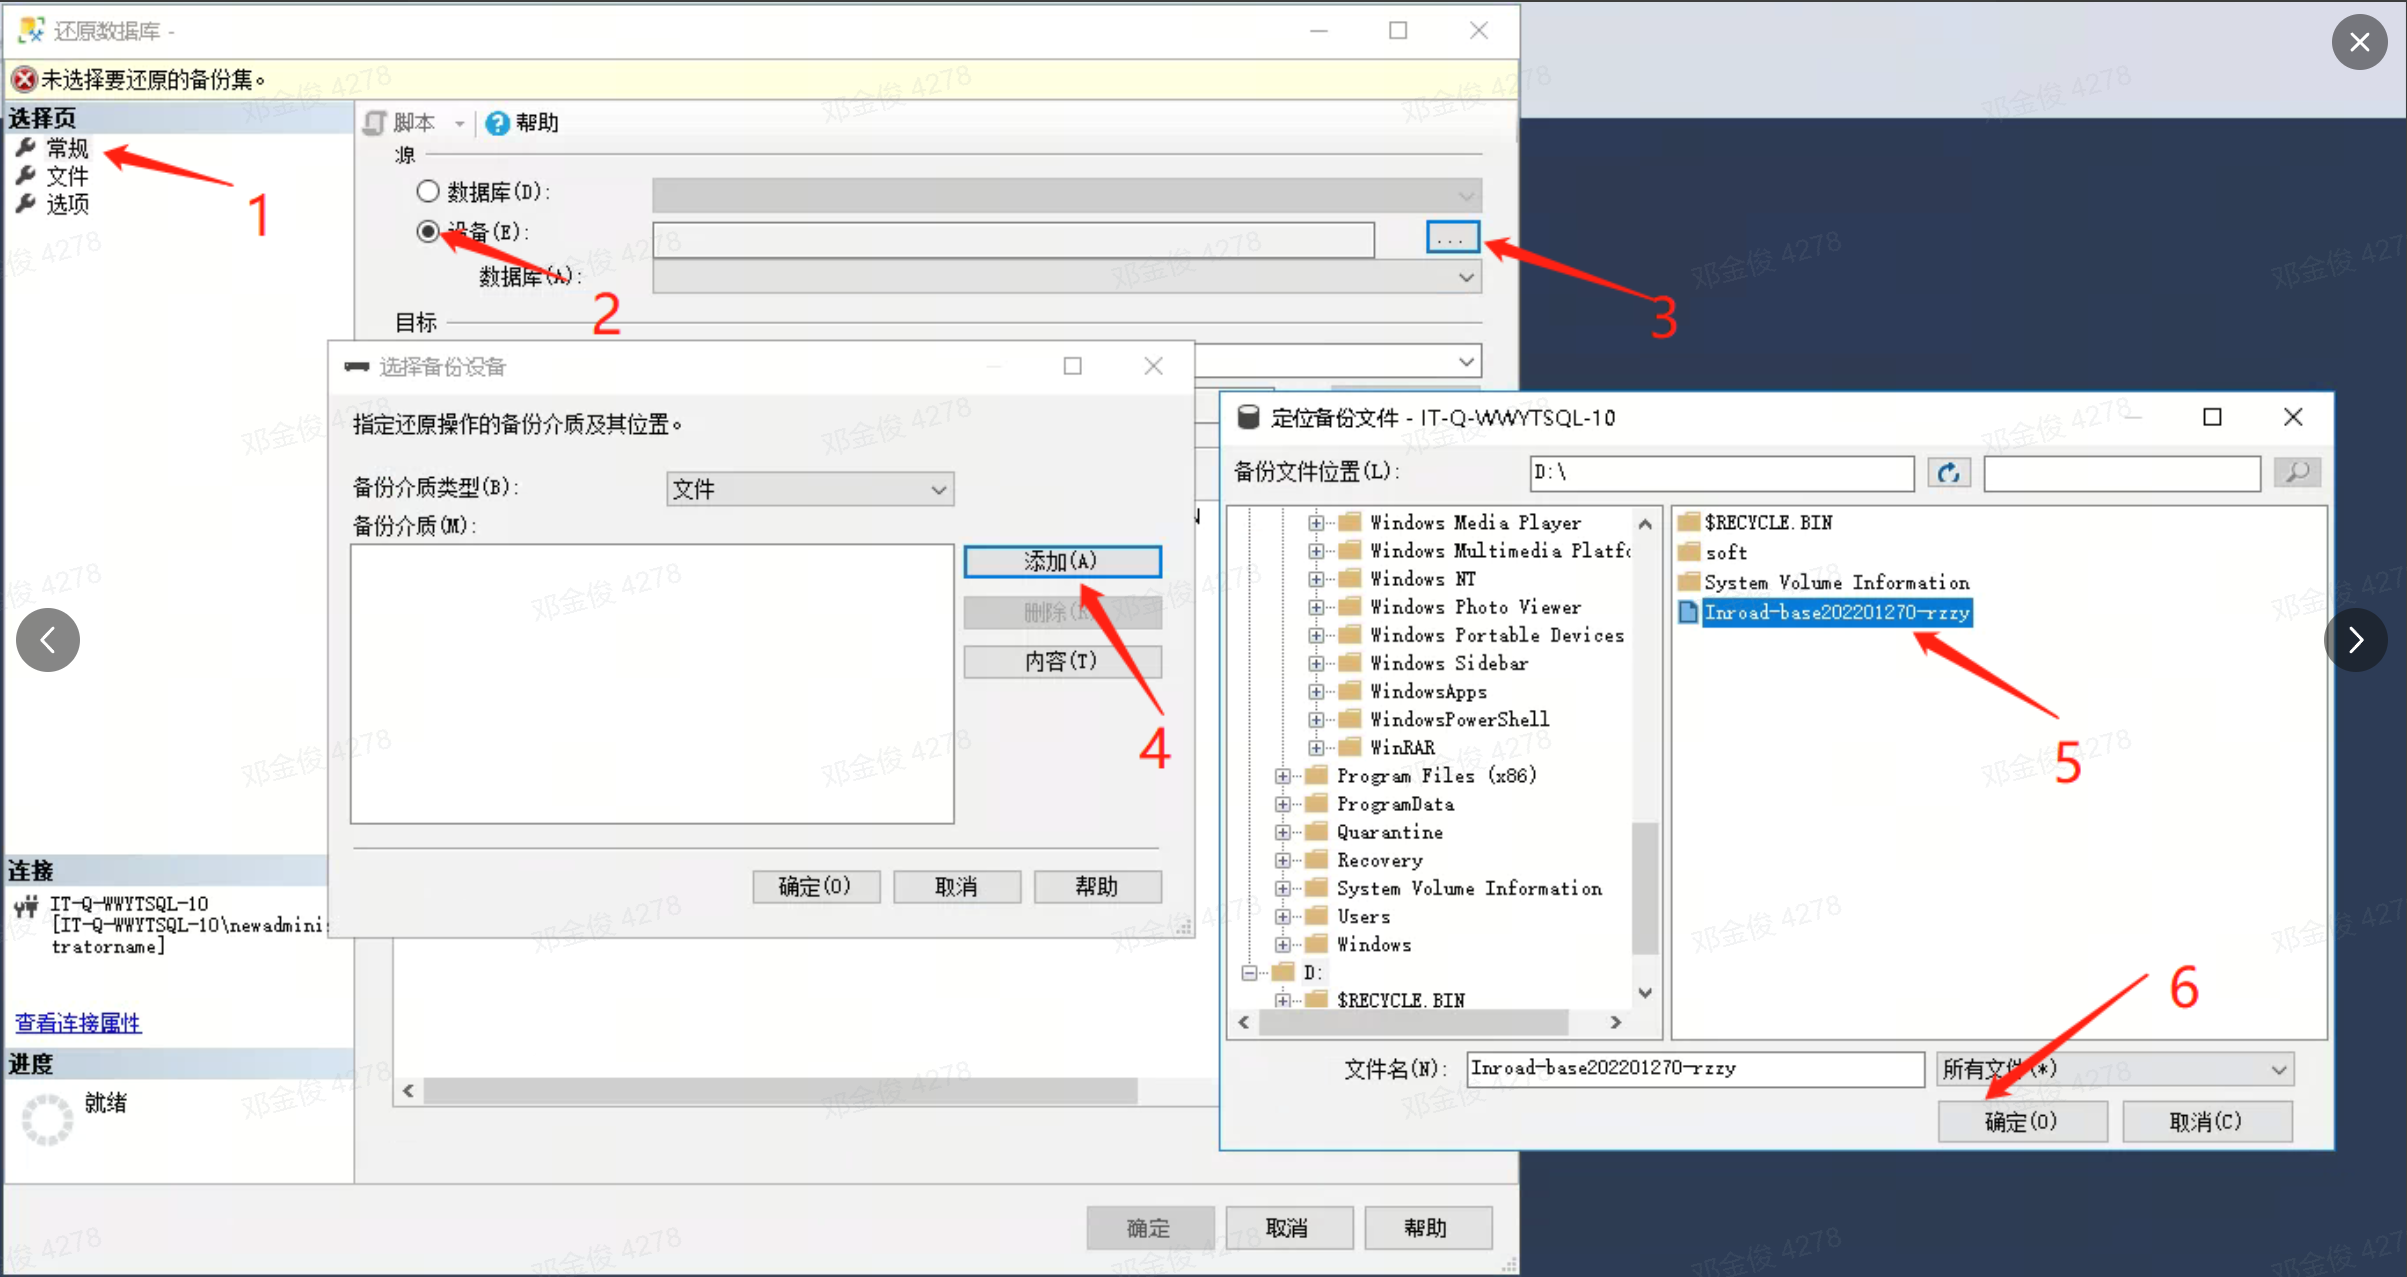 还原数据库 -
未选择要还原的备份集。
选择页
常规
文件
选项
1
脚本
帮助
源
数据库(D):
设备(E):
...
数据库(A):
2
3
目标
选择备份设备
指定还原操作的备份介质及其位置。
备份介质类型(B):
文件
备份介质(M):
添加(A)
删除(R
内容(T)
4
确定(O)
取消
帮助
定位备份文件 - IT-Q-WWYTSQL-10
备份文件位置(L):
D:\
Windows Media Player
Windows Multimedia Platfo
Windows NT
Windows Photo Viewer
Windows Portable Devices
Windows Sidebar
WindowsApps
WindowsPowerShell
WinRAR
Program Files (x86)
ProgramData
Quarantine
Recovery
System Volume Information
Users
Windows
D:
$RECYCLE.BIN
$RECYCLE.BIN
soft
System Volume Information
Inroad-base202201270-rzzy
5
6
文件名(N):
Inroad-base202201270-rzzy
所有文件(*)
确定(O)
取消(C)
连接
IT-Q-WWYTSQL-10
[IT-Q-WWYTSQL-10\newadminis
tratorname]
查看连接属性
进度
就绪
确定
取消
帮助
邓金俊 4278